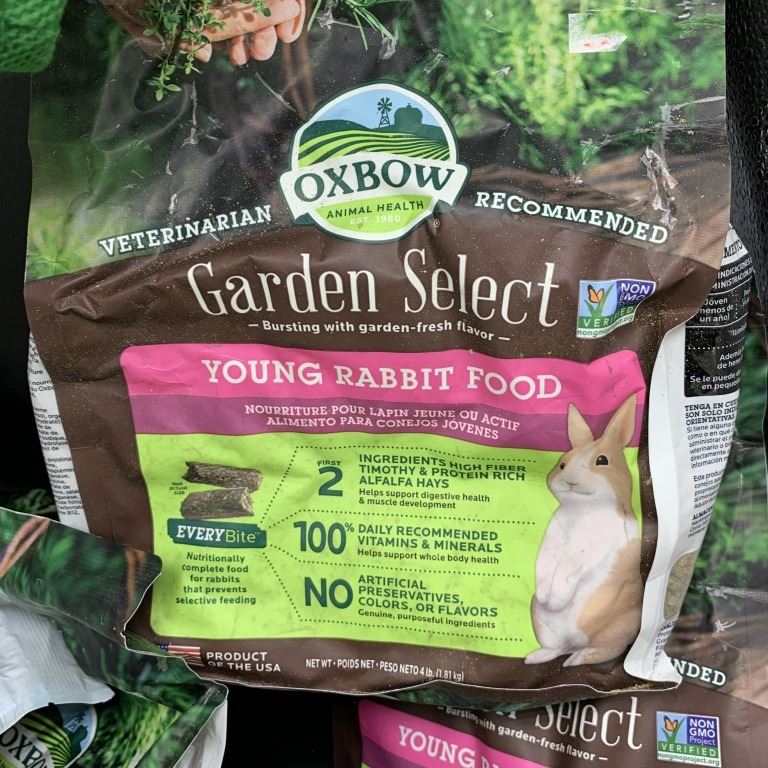 OXBOW
ANIMAL HEALTH
EST. 1980
VETERINARIAN RECOMMENDED
Garden Select
— Bursting with garden-fresh flavor —
NON
GMO
VERIFIED
YOUNG RABBIT FOOD
NOURRITURE POUR LAPIN JEUNE OU ACTIF
ALIMENTO PARA CONEJOS JÓVENES
EVERYBite™
Nutritionally
complete food
for rabbits
that prevents
selective feeding
FIRST
2
INGREDIENTS HIGH FIBER
TIMOTHY & PROTEIN RICH
ALFALFA HAYS
Helps support digestive health
& muscle development
100%
DAILY RECOMMENDED
VITAMINS & MINERALS
Helps support whole body health
NO
ARTIFICIAL
PRESERVATIVES,
COLORS, OR FLAVORS
Genuine, purposeful ingredients
PRODUCT
OF THE USA
NET WT • POIDS NET • PESO NETO 4 lb. (1.81 kg)
NDED
Select
Bursting with garden-fresh flavor —
YOUNG
NON
GMO
Project
VERIFIED
nongmoproject.org